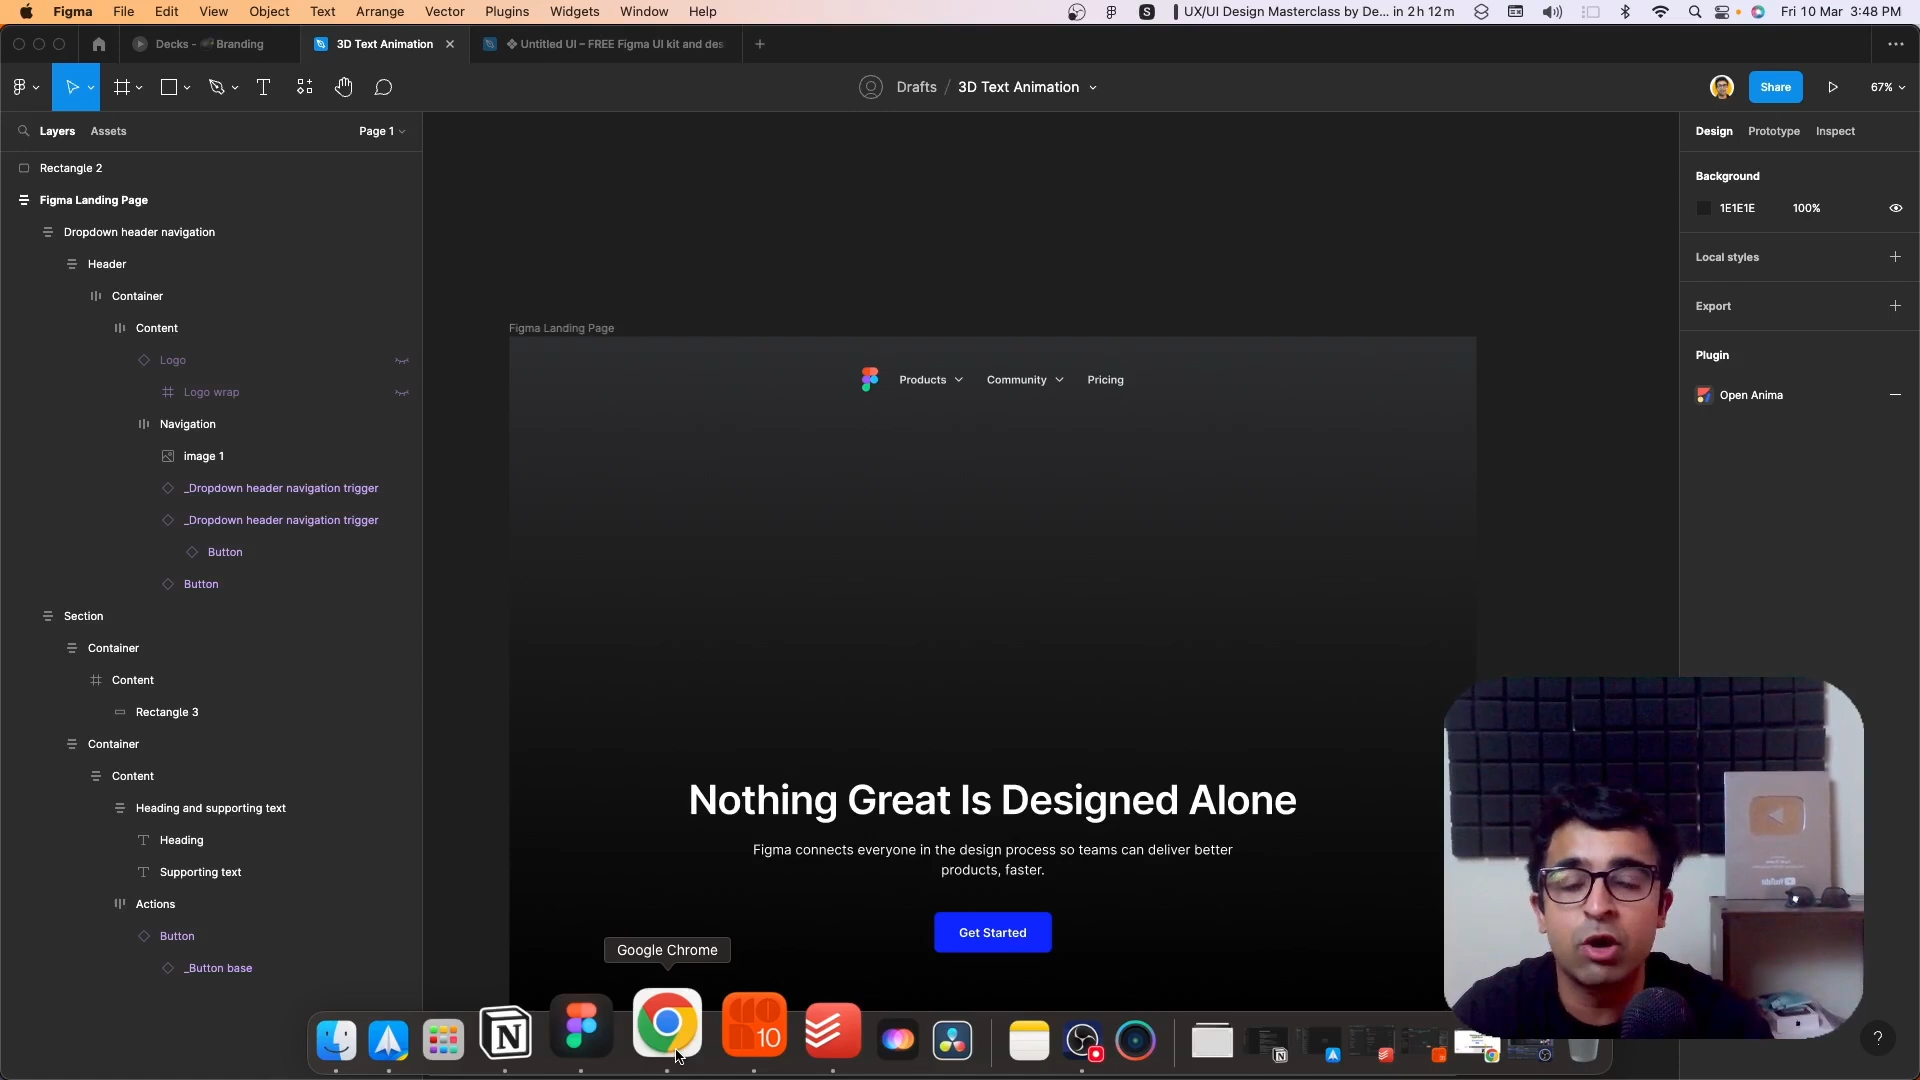 Figma File Edit View Object Text Arrange Vector Plugins Widgets Window Help
S UX/UI Design Masterclass by De... in 2h 12m Fri 10 Mar 3:48 PM
Decks - Branding
3D Text Animation
❖ Untitled UI – FREE Figma UI kit and des
Drafts / 3D Text Animation
Share
67%
Layers
Assets
Page 1
Design
Prototype
Inspect
Rectangle 2
Figma Landing Page
Dropdown header navigation
Header
Container
Content
Logo
Logo wrap
Navigation
image 1
_Dropdown header navigation trigger
_Dropdown header navigation trigger
Button
Button
Section
Container
Content
Rectangle 3
Container
Content
Heading and supporting text
Heading
Supporting text
Actions
Button
_Button base
Figma Landing Page
Products
Community
Pricing
Nothing Great Is Designed Alone
Figma connects everyone in the design process so teams can deliver better
products, faster.
Get Started
Background
1E1E1E 100%
Local styles
Export
Plugin
Open Anima
Google Chrome
N
10
?